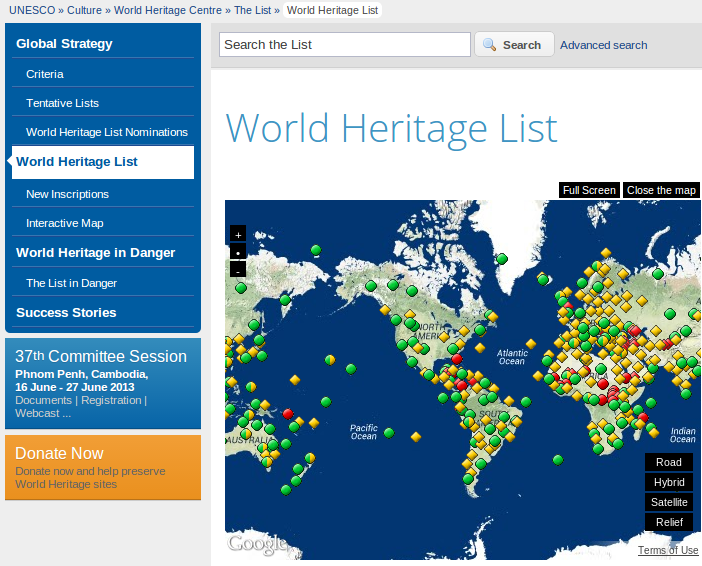 UNESCO » Culture » World Heritage Centre » The List » World Heritage List
Global Strategy
Criteria
Tentative Lists
World Heritage List Nominations
World Heritage List
New Inscriptions
Interactive Map
World Heritage in Danger
The List in Danger
Success Stories
37th Committee Session
Phnom Penh, Cambodia,
16 June - 27 June 2013
Documents | Registration |
Webcast ...
Donate Now
Donate now and help preserve
World Heritage sites
Search the List
Search
Advanced search
World Heritage List
Full Screen
Close the map
+
•
-
Atlantic
Ocean
Pacific
Ocean
Indian
Ocean
Road
Hybrid
Satellite
Relief
Google
Terms of Use